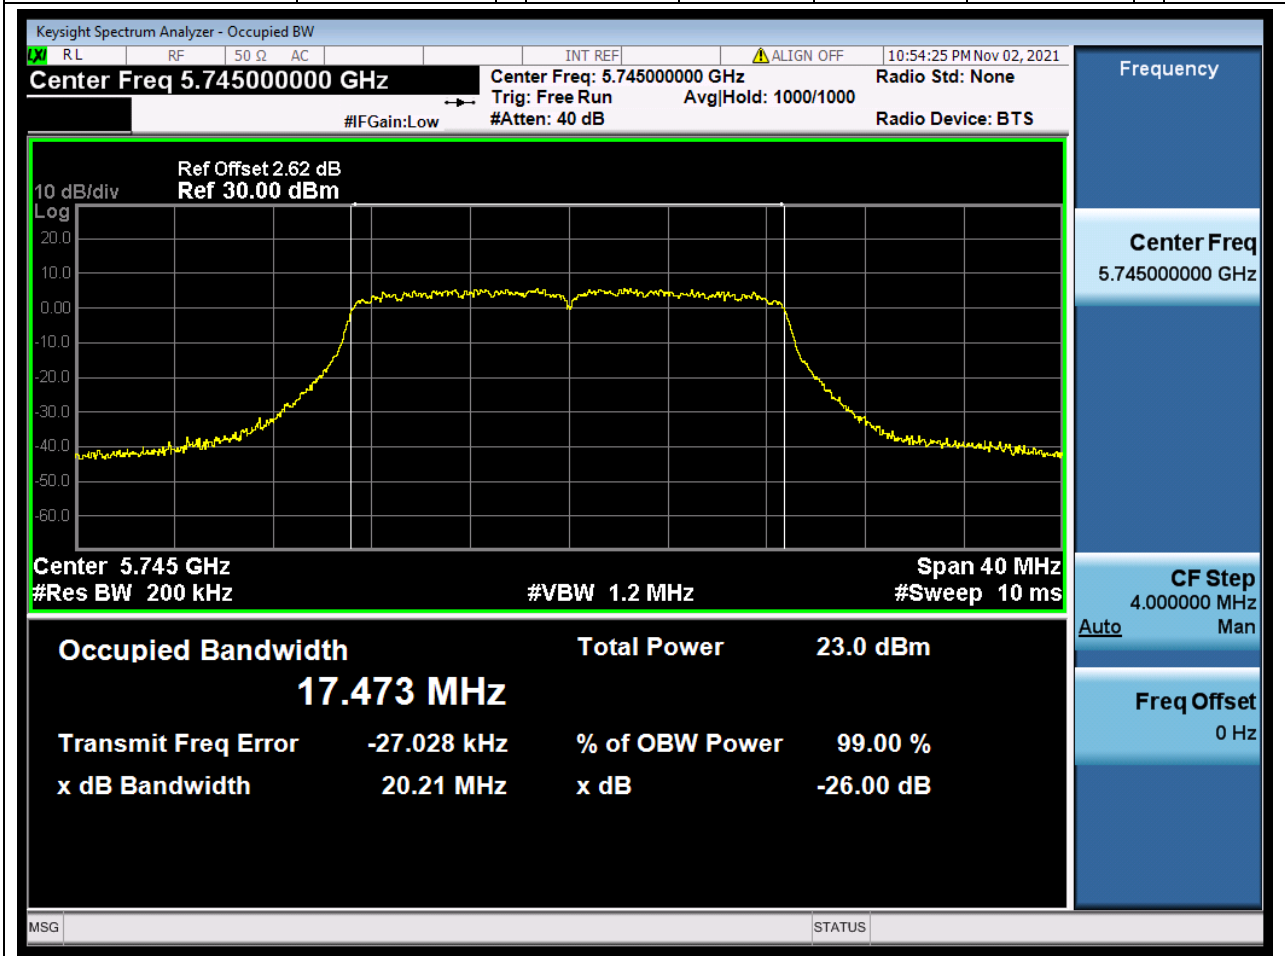 Keysight Spectrum Analyzer - Occupied BW
LXI RL RF 50 Ω AC INT REF ALIGN OFF 10:54:25 PM Nov 02, 2021
Center Freq 5.745000000 GHz
Center Freq: 5.745000000 GHz
Radio Std: None
Trig: Free Run Avg|Hold: 1000/1000
#IFGain:Low
#Atten: 40 dB
Radio Device: BTS
Ref Offset 2.62 dB
10 dB/div Ref 30.00 dBm
Log
20.0
10.0
0.00
-10.0
-20.0
-30.0
-40.0
-50.0
-60.0
Center 5.745 GHz Span 40 MHz
#Res BW 200 kHz #VBW 1.2 MHz #Sweep 10 ms
Occupied Bandwidth Total Power 23.0 dBm
17.473 MHz
Transmit Freq Error -27.028 kHz % of OBW Power 99.00 %
x dB Bandwidth 20.21 MHz x dB -26.00 dB
MSG STATUS
Frequency
Center Freq
5.745000000 GHz
CF Step
4.000000 MHz
Auto Man
Freq Offset
0 Hz